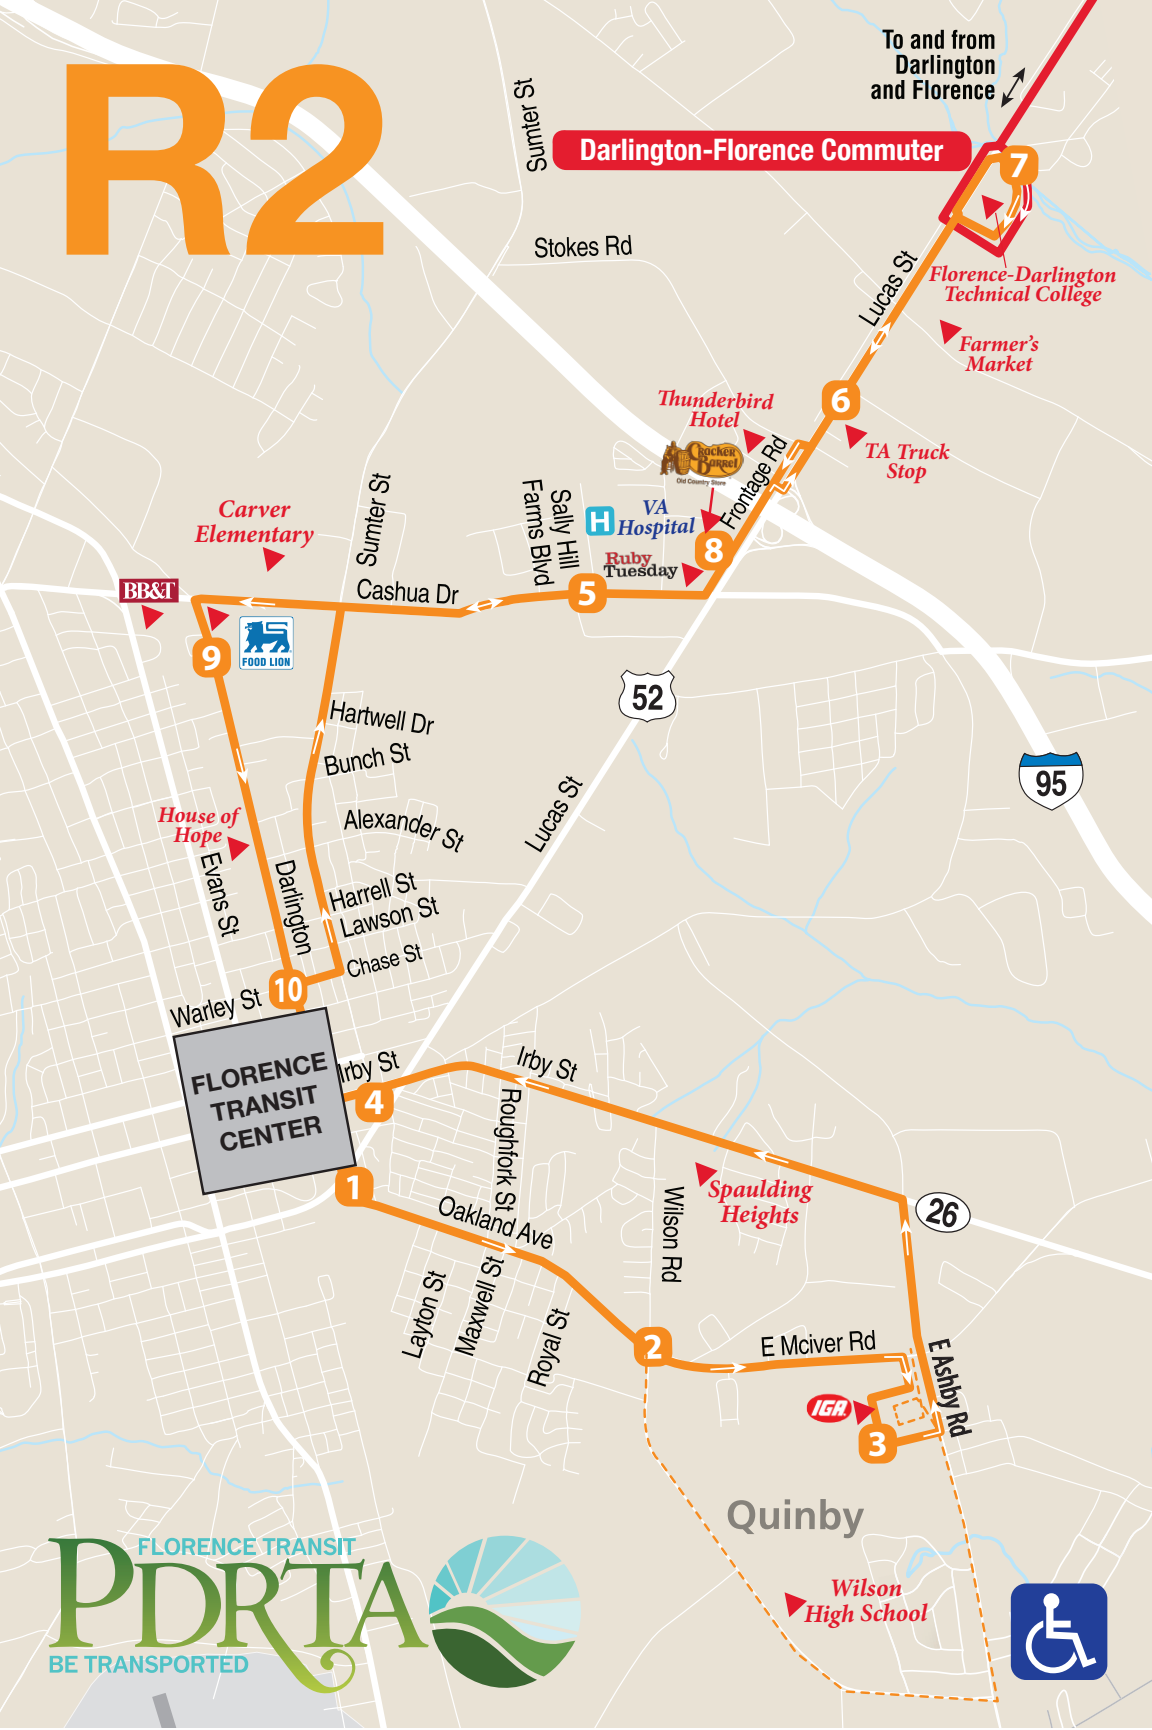 R2
To and from
Darlington
and Florence
Darlington-Florence Commuter
7
Sumter St
Stokes Rd
Lucas St
Florence-Darlington
Technical College
Farmer's
Market
6
Thunderbird
Hotel
TA Truck
Stop
Cracker
Barrel
Old Country Store
Frontage Rd
VA
Hospital
H
Carver
Elementary
Sumter St
Sally Hill
Farms Blvd
8
Ruby
Tuesday
BB&T
Cashua Dr
5
9
FOOD LION
52
Hartwell Dr
Bunch St
95
Alexander St
Lucas St
House of
Hope
Evans St
Darlington
Harrell St
Lawson St
Chase St
10
Warley St
FLORENCE
TRANSIT
CENTER
Irby St
4
Irby St
Roughfork St
1
Oakland Ave
Spaulding
Heights
Wilson Rd
26
Layton St
Maxwell St
Royal St
2
E Mciver Rd
E Ashby Rd
IGA
3
Quinby
Wilson
High School
FLORENCE TRANSIT
PDRTA
BE TRANSPORTED